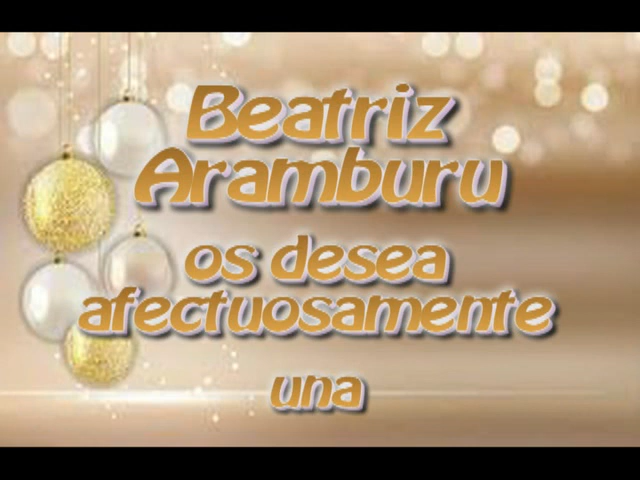 Beatriz
Aramburu
os desea
afectuosamente
una